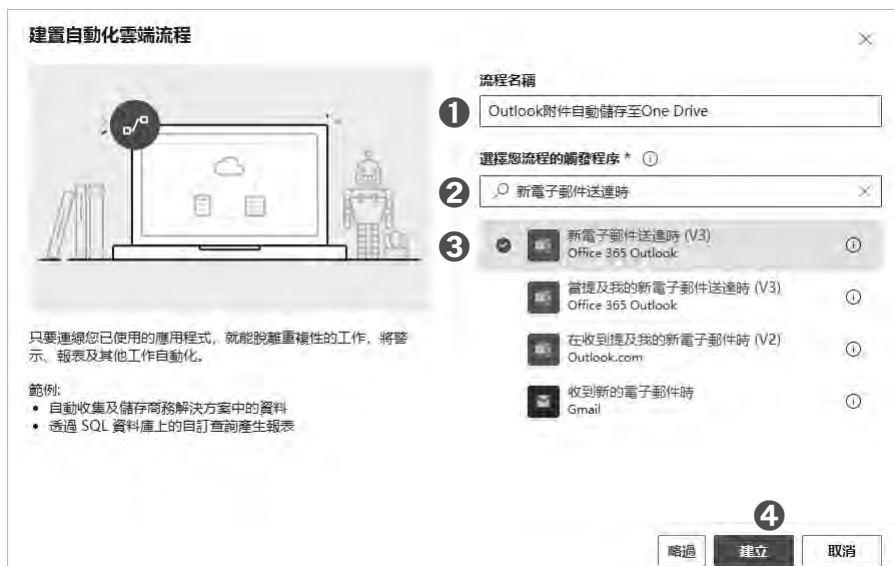 建置自動化雲端流程
流程名稱
❶
Outlook附件自動儲存至One Drive
選擇您流程的觸發程序 *
❷
新電子郵件送達時
❸
新電子郵件送達時 (V3)
Office 365 Outlook
當提及我的新電子郵件送達時 (V3)
Office 365 Outlook
在收到提及我的新電子郵件時 (V2)
Outlook.com
收到新的電子郵件時
Gmail
只要連線您已使用的應用程式，就能脫離重複性的工作，將警
示、報表及其他工作自動化。
範例:
• 自動收集及儲存商務解決方案中的資料
• 透過 SQL 資料庫上的自訂查詢產生報表
❹
略過
建立
取消